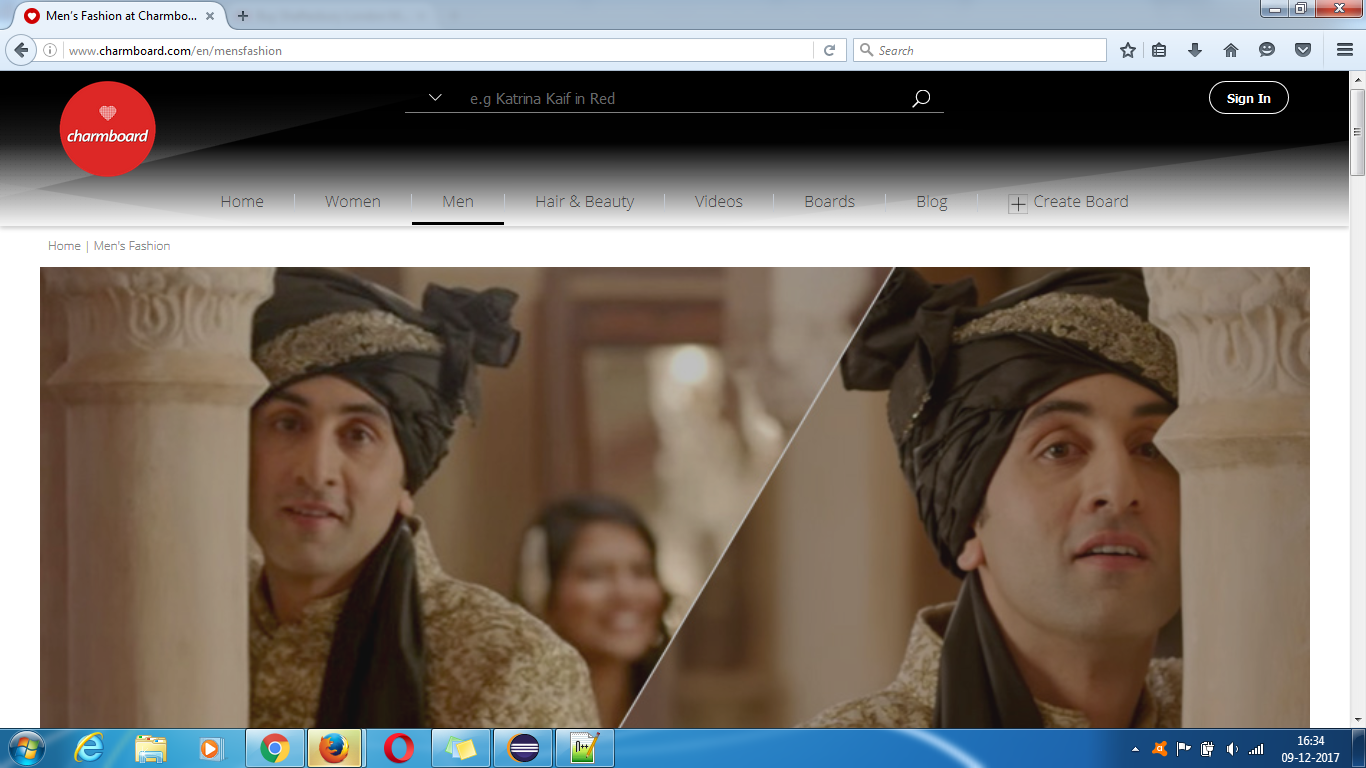 Men's Fashion at Charmbo...
www.charmboard.com/en/mensfashion
Search
charmboard
e.g Katrina Kaif in Red
Sign In
Home Women Men Hair & Beauty Videos Boards Blog Create Board
Home | Men's Fashion
16:34
09-12-2017